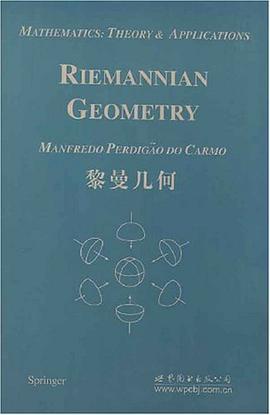 MATHEMATICS: THEORY & APPLICATIONS
RIEMANNIAN
GEOMETRY
MANFREDO PERDIGÃO DO CARMO
黎曼几何
Springer
世界图书出版公司
www.wpcbj.com.cn